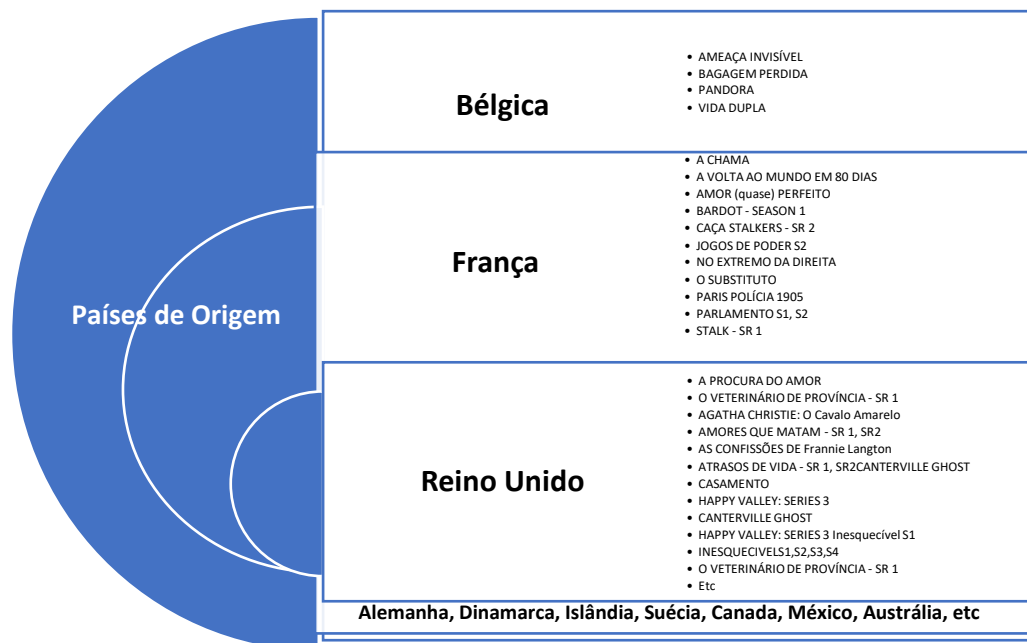 Países de Origem
Bélgica
• AMEAÇA INVISÍVEL
• BAGAGEM PERDIDA
• PANDORA
• VIDA DUPLA
França
• A CHAMA
• A VOLTA AO MUNDO EM 80 DIAS
• AMOR (quase) PERFEITO
• BARDOT - SEASON 1
• CAÇA STALKERS - SR 2
• JOGOS DE PODER S2
• NO EXTREMO DA DIREITA
• O SUBSTITUTO
• PARIS POLÍCIA 1905
• PARLAMENTO S1, S2
• STALK - SR 1
Reino Unido
• A PROCURA DO AMOR
• O VETERINÁRIO DE PROVÍNCIA - SR 1
• AGATHA CHRISTIE: O Cavalo Amarelo
• AMORES QUE MATAM - SR 1, SR2
• AS CONFISSÕES DE Frannie Langton
• ATRASOS DE VIDA - SR 1, SR2CANTERVILLE GHOST
• CASAMENTO
• HAPPY VALLEY: SERIES 3
• CANTERVILLE GHOST
• HAPPY VALLEY: SERIES 3 Inesquecível S1
• INESQUECIVELS1,S2,S3,S4
• O VETERINÁRIO DE PROVÍNCIA - SR 1
• Etc
Alemanha, Dinamarca, Islândia, Suécia, Canada, México, Austrália, etc